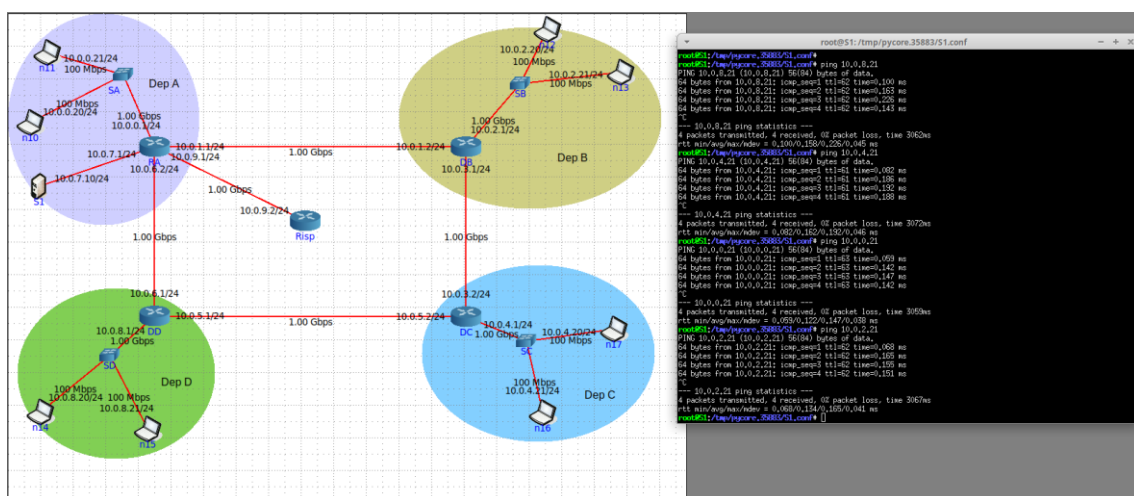 n11
10.0.0.21/24
100 Mbps
SA
Dep A
100 Mbps
10.0.0.20/24
n10
1.00 Gbps
10.0.0.1/24
10.0.7.1/24
RA
10.0.1.1/24
10.0.9.1/24
10.0.6.2/24
S1
10.0.7.10/24
1.00 Gbps
1.00 Gbps
10.0.9.2/24
Risp
10.0.2.20/24
100 Mbps
10.0.2.21/24
n13
SB
1.00 Gbps
10.0.2.1/24
10.0.1.2/24
DB
10.0.3.1/24
Dep B
1.00 Gbps
1.00 Gbps
10.0.6.1/24
DD
10.0.5.1/24
10.0.8.1/24
1.00 Gbps
SD
Dep D
100 Mbps
10.0.8.20/24
100 Mbps
10.0.8.21/24
n14
n15
1.00 Gbps
10.0.3.2/24
10.0.5.2/24
DC
10.0.4.1/24
1.00 Gbps
10.0.4.20/24
100 Mbps
n17
SC
100 Mbps
10.0.4.21/24
n16
Dep C
root@S1: /tmp/pycore.35883/S1.conf
root@S1:/tmp/pycore.35883/S1.conf#
root@S1:/tmp/pycore.35883/S1.conf# ping 10.0.8.21
PING 10.0.8.21 (10.0.8.21) 56(84) bytes of data.
64 bytes from 10.0.8.21: icmp_seq=1 ttl=62 time=0.100 ms
64 bytes from 10.0.8.21: icmp_seq=2 ttl=62 time=0.163 ms
64 bytes from 10.0.8.21: icmp_seq=3 ttl=62 time=0.226 ms
64 bytes from 10.0.8.21: icmp_seq=4 ttl=62 time=0.143 ms
^C
--- 10.0.8.21 ping statistics ---
4 packets transmitted, 4 received, 0% packet loss, time 3062ms
rtt min/avg/max/mdev = 0.100/0.158/0.226/0.045 ms
root@S1:/tmp/pycore.35883/S1.conf# ping 10.0.4.21
PING 10.0.4.21 (10.0.4.21) 56(84) bytes of data.
64 bytes from 10.0.4.21: icmp_seq=1 ttl=61 time=0.082 ms
64 bytes from 10.0.4.21: icmp_seq=2 ttl=61 time=0.186 ms
64 bytes from 10.0.4.21: icmp_seq=3 ttl=61 time=0.192 ms
64 bytes from 10.0.4.21: icmp_seq=4 ttl=61 time=0.188 ms
^C
--- 10.0.4.21 ping statistics ---
4 packets transmitted, 4 received, 0% packet loss, time 3072ms
rtt min/avg/max/mdev = 0.082/0.162/0.192/0.046 ms
root@S1:/tmp/pycore.35883/S1.conf# ping 10.0.0.21
PING 10.0.0.21 (10.0.0.21) 56(84) bytes of data.
64 bytes from 10.0.0.21: icmp_seq=1 ttl=63 time=0.059 ms
64 bytes from 10.0.0.21: icmp_seq=2 ttl=63 time=0.142 ms
64 bytes from 10.0.0.21: icmp_seq=3 ttl=63 time=0.147 ms
64 bytes from 10.0.0.21: icmp_seq=4 ttl=63 time=0.142 ms
^C
--- 10.0.0.21 ping statistics ---
4 packets transmitted, 4 received, 0% packet loss, time 3059ms
rtt min/avg/max/mdev = 0.059/0.122/0.147/0.038 ms
root@S1:/tmp/pycore.35883/S1.conf# ping 10.0.2.21
PING 10.0.2.21 (10.0.2.21) 56(84) bytes of data.
64 bytes from 10.0.2.21: icmp_seq=1 ttl=62 time=0.068 ms
64 bytes from 10.0.2.21: icmp_seq=2 ttl=62 time=0.165 ms
64 bytes from 10.0.2.21: icmp_seq=3 ttl=62 time=0.155 ms
64 bytes from 10.0.2.21: icmp_seq=4 ttl=62 time=0.151 ms
^C
--- 10.0.2.21 ping statistics ---
4 packets transmitted, 4 received, 0% packet loss, time 3067ms
rtt min/avg/max/mdev = 0.068/0.134/0.165/0.041 ms
root@S1:/tmp/pycore.35883/S1.conf#